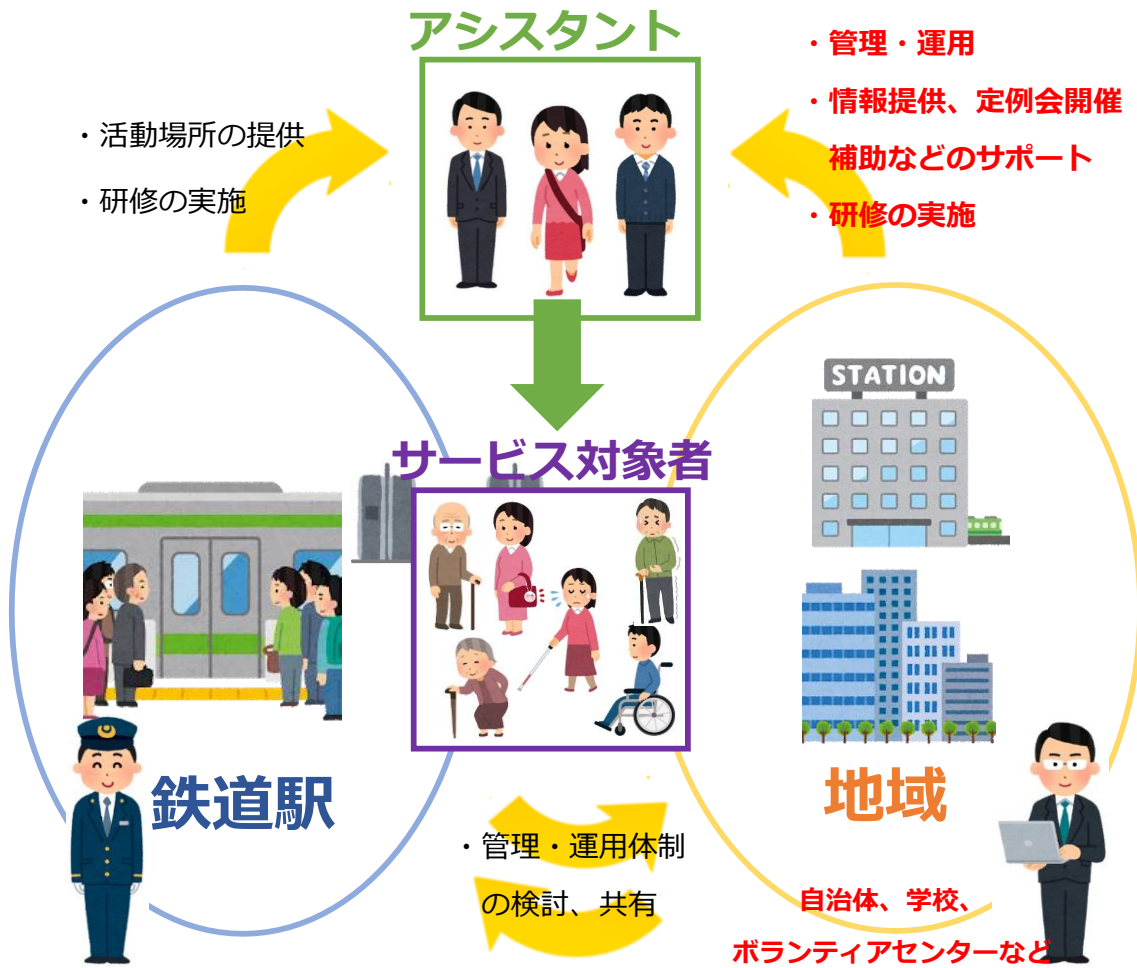 アシスタント
・活動場所の提供
・研修の実施
・管理・運用
・情報提供、定例会開催
補助などのサポート
・研修の実施
サービス対象者
STATION
鉄道駅
地域
・管理・運用体制
の検討、共有
自治体、学校、
ボランティアセンターなど